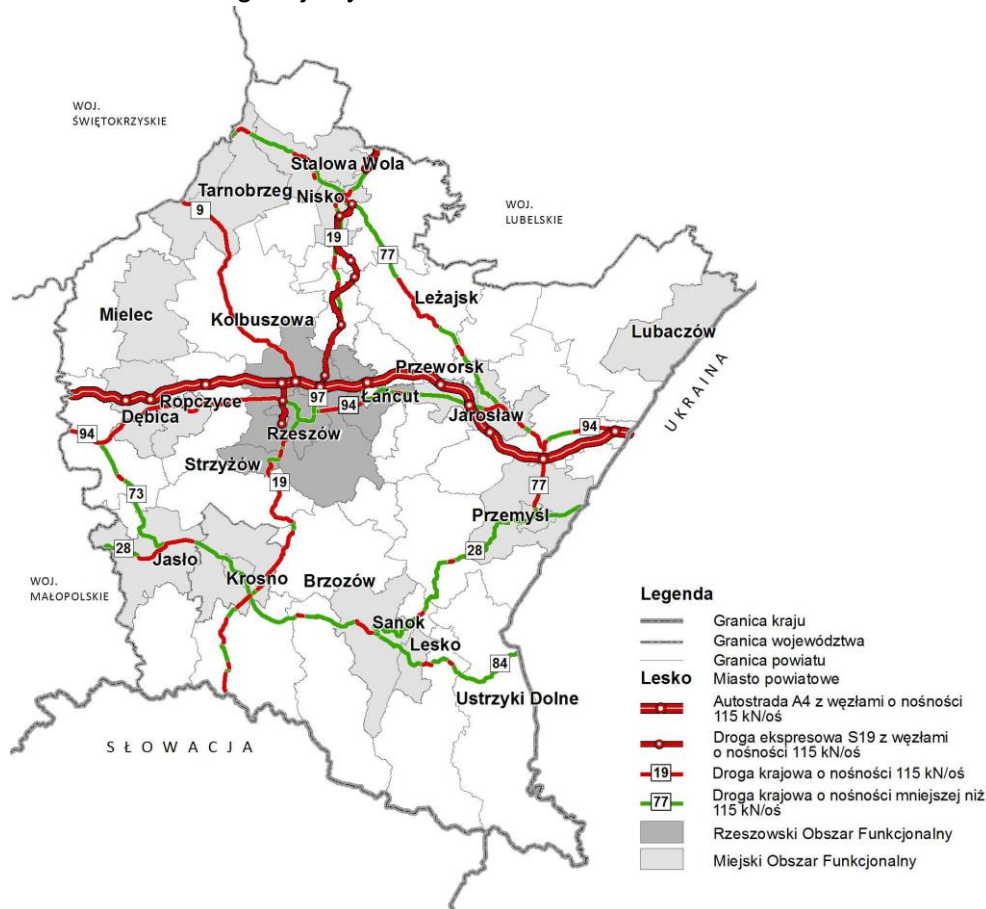 WOJ.
ŚWIĘTOKRZYSKIE
Stalowa Wola
Tarnobrzeg
Nisko
9
WOJ.
LUBELSKIE
19
77
Leżajsk
Mielec
Kolbuszowa
Lubaczów
Przeworsk
97
Ropczyce
Łańcut
94
Dębica
Jarosław
UKRAINA
94
Rzeszów
94
Strzyżów
19
77
73
Przemyśl
28
28
Jasło
Krosno
Brzozów
WOJ.
MAŁOPOLSKIE
Sanok
Lesko
84
Ustrzyki Dolne
SŁOWACJA
Legenda
Granica kraju
Granica województwa
Granica powiatu
Lesko Miasto powiatowe
Autostrada A4 z węzłami o nośności
115 kN/oś
Droga ekspresowa S19 z węzłami
o nośności 115 kN/oś
19 Droga krajowa o nośności 115 kN/oś
77 Droga krajowa o nośności mniejszej niż
115 kN/oś
Rzeszowski Obszar Funkcjonalny
Miejski Obszar Funkcjonalny